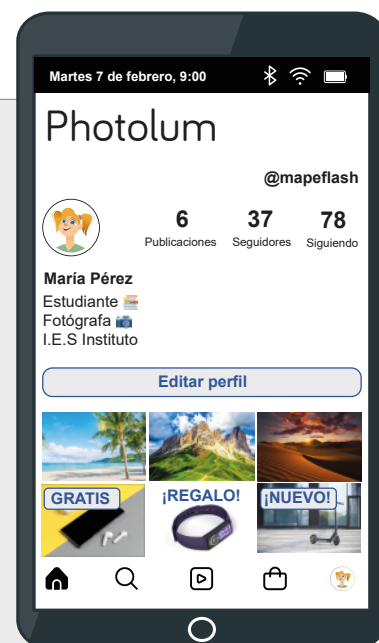 Martes 7 de febrero, 9:00
Photolum
@mapeflash
6 37 78
Publicaciones Seguidores Siguiendo
María Pérez
Estudiante
Fotógrafa
I.E.S Instituto
Editar perfil
GRATIS ¡REGALO! ¡NUEVO!